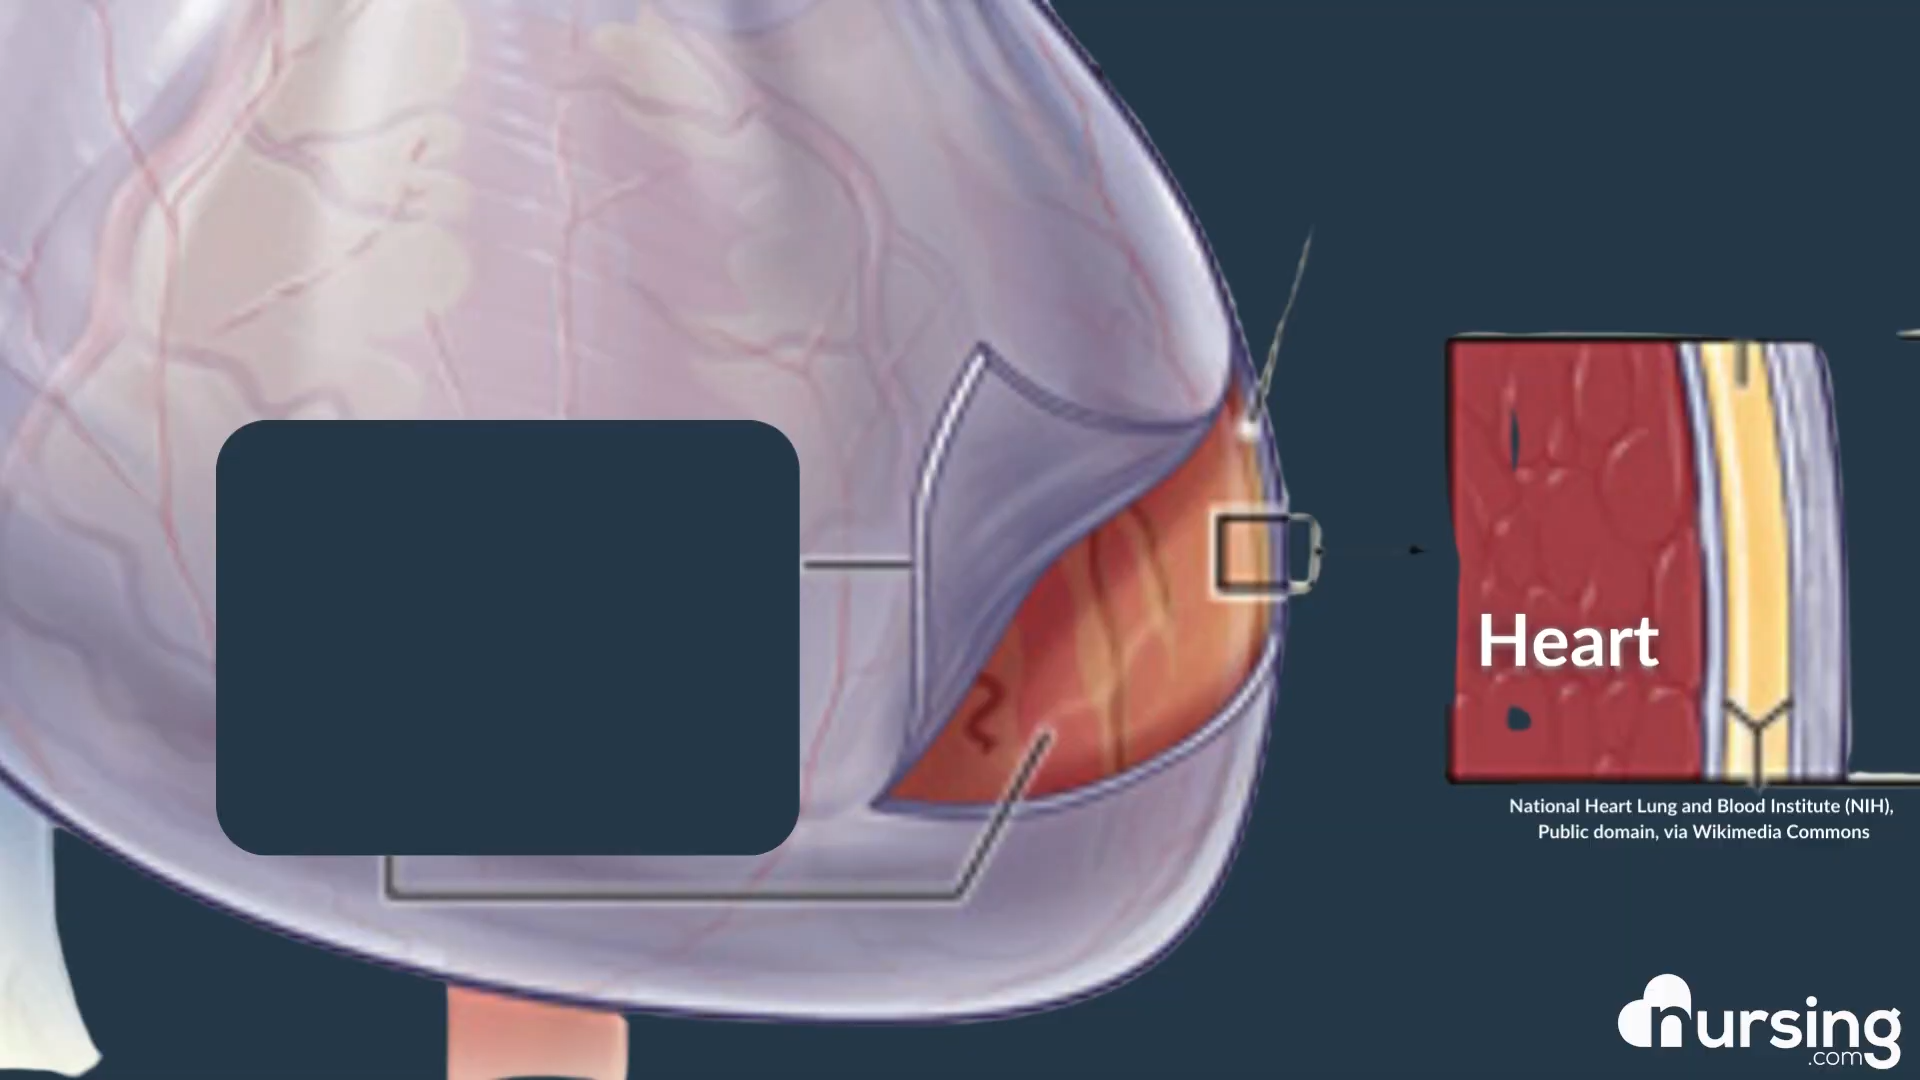 Heart
National Heart Lung and Blood Institute (NIH),
Public domain, via Wikimedia Commons
nursing
.com